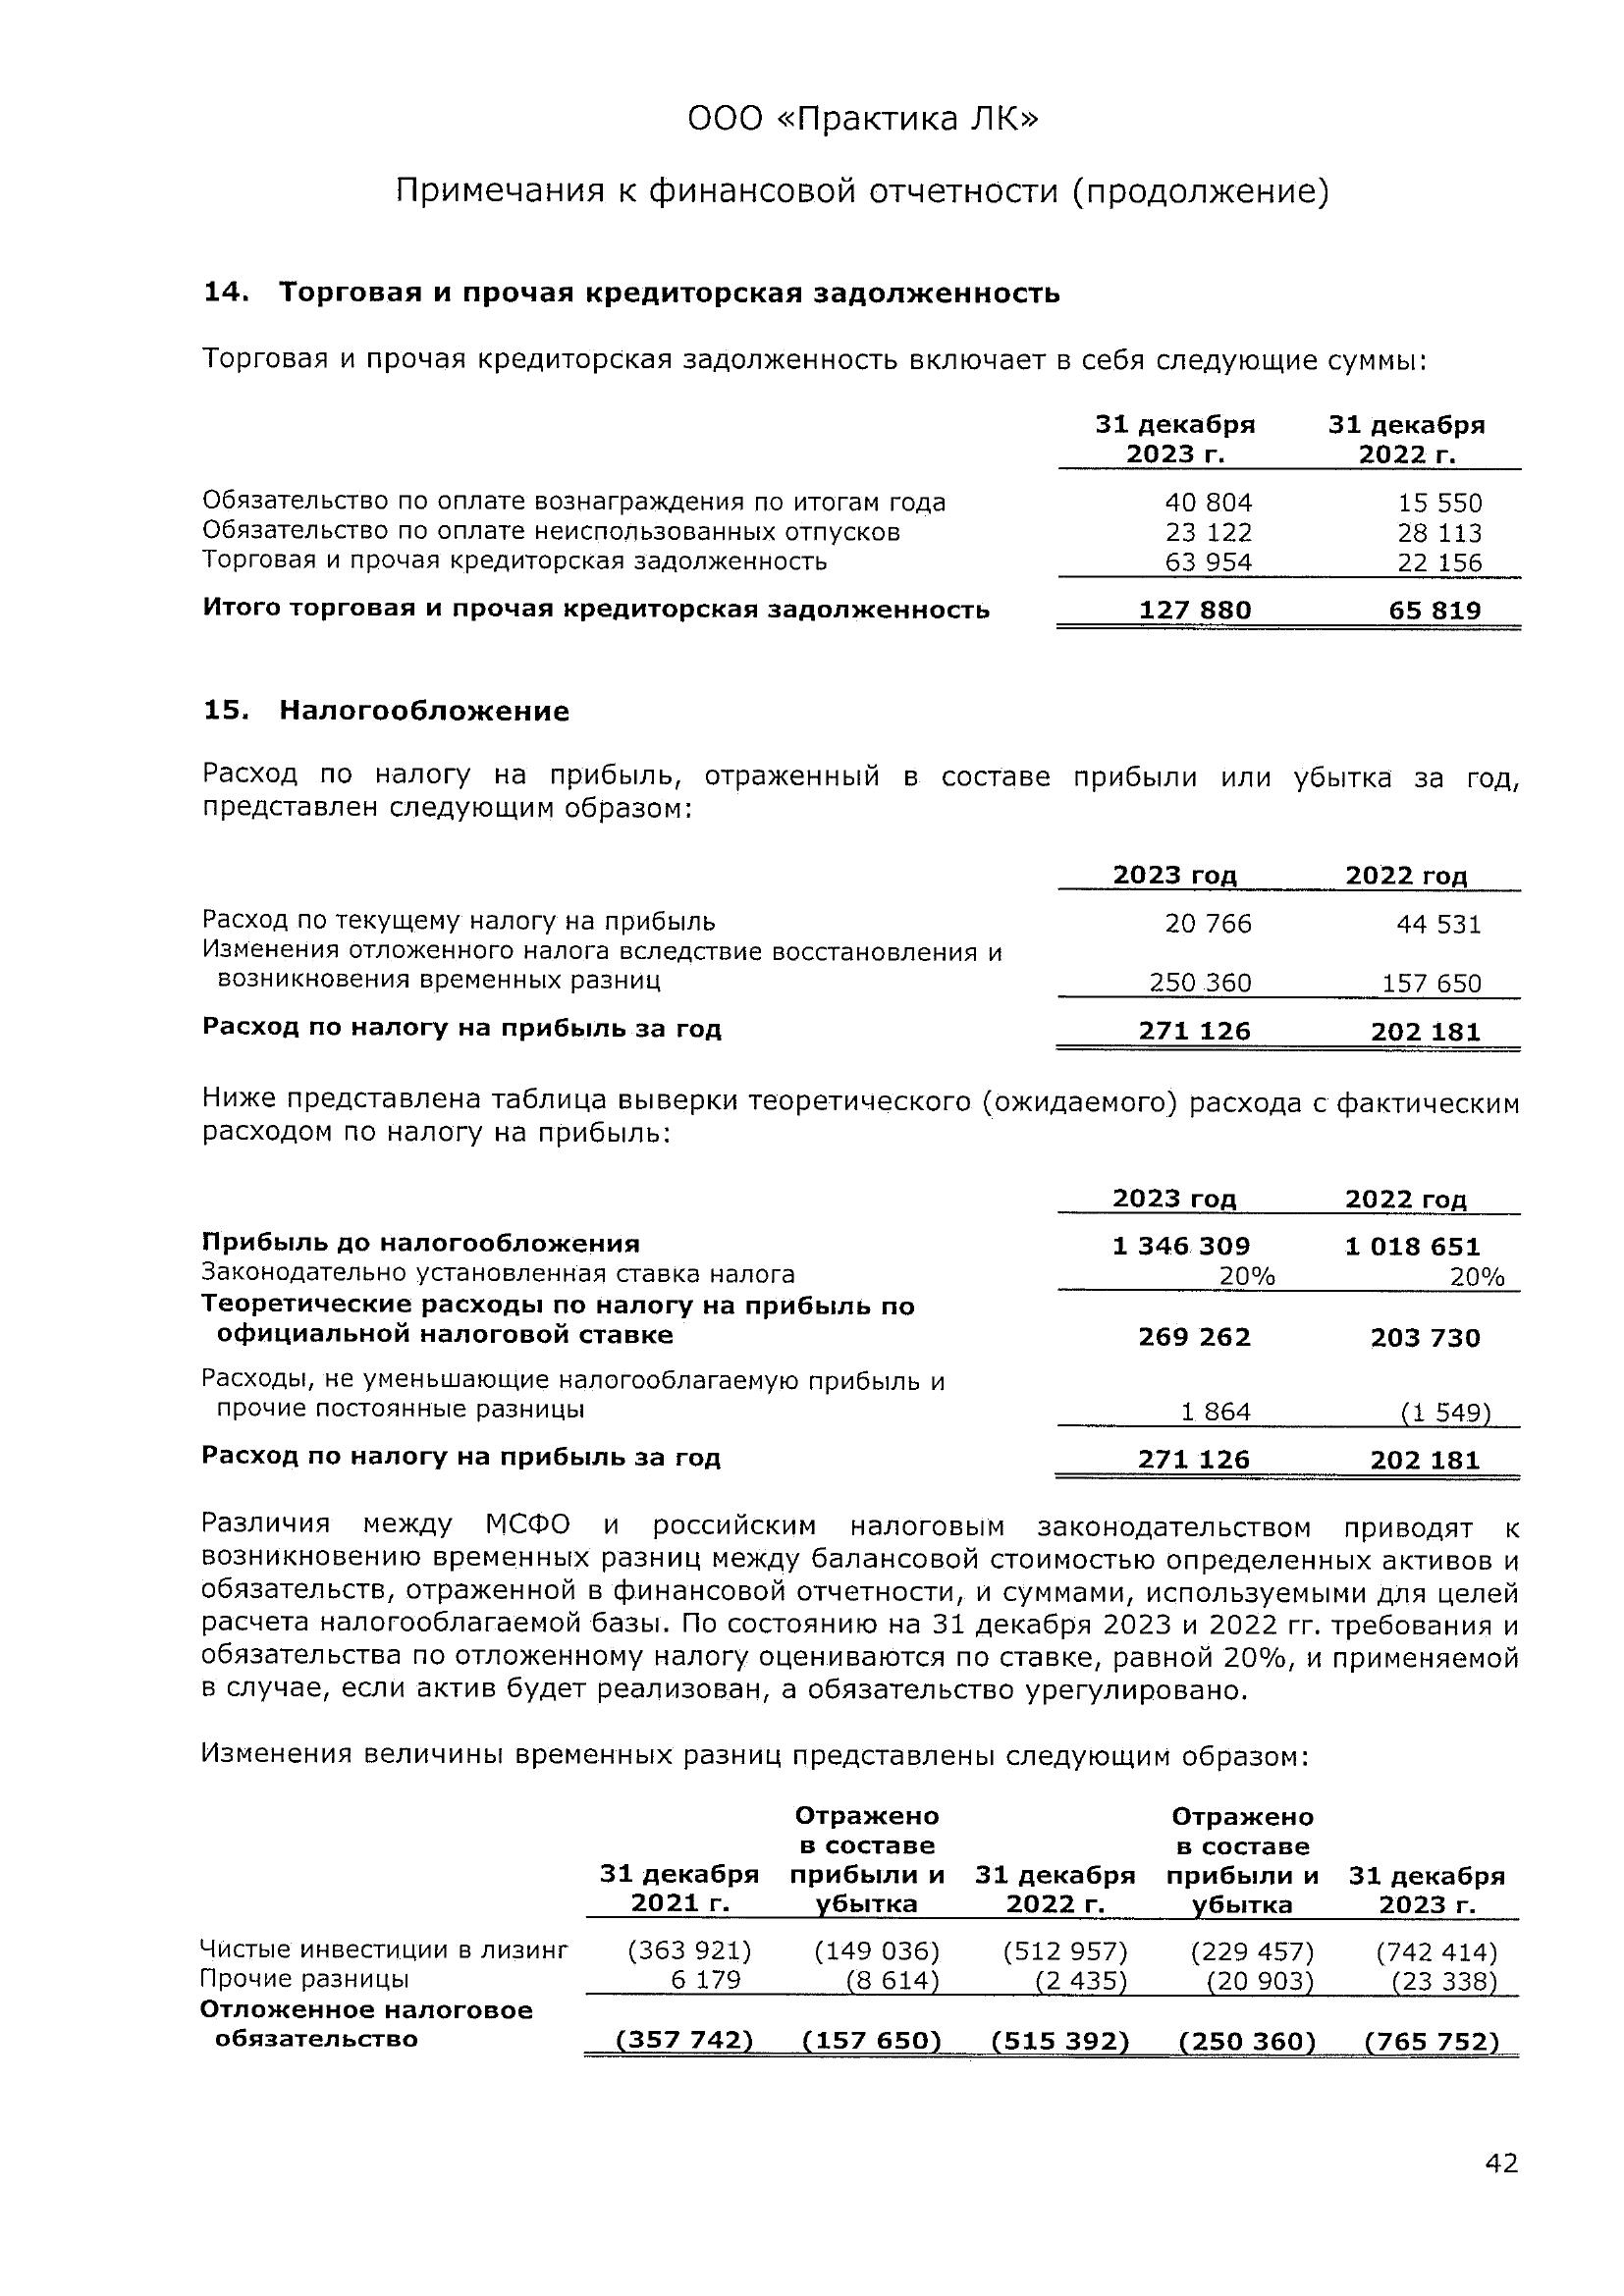 ООО «Практика ЛК»
Примечания к финансовой отчетности (продолжение)
14. Торговая и прочая кредиторская задолженность
Торговая и прочая кредиторская задолженность включает в себя следующие суммы:
31 декабря 31 декабря
2023 г. 2022 г.
Обязательство по оплате вознаграждения по итогам года 40 804 15 550
Обязательство по оплате неиспользованных отпусков 23 122 28 113
Торговая и прочая кредиторская задолженность 63 954 22 156
Итого торговая и прочая кредиторская задолженность 127 880 65 819
15. Налогообложение
Расход по налогу на прибыль, отраженный в составе прибыли или убытка за год,
представлен следующим образом:
2023 год 2022 год
Расход по текущему налогу на прибыль 20 766 44 531
Изменения отложенного налога вследствие восстановления и
возникновения временных разниц 250 360 157 650
Расход по налогу на прибыль за год 271 126 202 181
Ниже представлена таблица выверки теоретического (ожидаемого) расхода с фактическим
расходом по налогу на прибыль:
2023 год 2022 год
Прибыль до налогообложения 1 346 309 1 018 651
Законодательно установленная ставка налога 20% 20%
Теоретические расходы по налогу на прибыль по
официальной налоговой ставке 269 262 203 730
Расходы, не уменьшающие налогооблагаемую прибыль и
прочие постоянные разницы 1 864 (1 549)
Расход по налогу на прибыль за год 271 126 202 181
Различия между МСФО и российским налоговым законодательством приводят к
возникновению временных разниц между балансовой стоимостью определенных активов и
обязательств, отраженной в финансовой отчетности, и суммами, используемыми для целей
расчета налогооблагаемой базы. По состоянию на 31 декабря 2023 и 2022 гг. требования и
обязательства по отложенному налогу оцениваются по ставке, равной 20%, и применяемой
в случае, если актив будет реализован, а обязательство урегулировано.
Изменения величины временных разниц представлены следующим образом:
Отражено Отражено
в составе в составе
31 декабря прибыли и 31 декабря прибыли и 31 декабря
2021 г. убытка 2022 г. убытка 2023 г.
Чистые инвестиции в лизинг (363 921) (149 036) (512 957) (229 457) (742 414)
Прочие разницы 6 179 (8 614) (2 435) (20 903) (23 338)
Отложенное налоговое
обязательство (357 742) (157 650) (515 392) (250 360) (765 752)
42